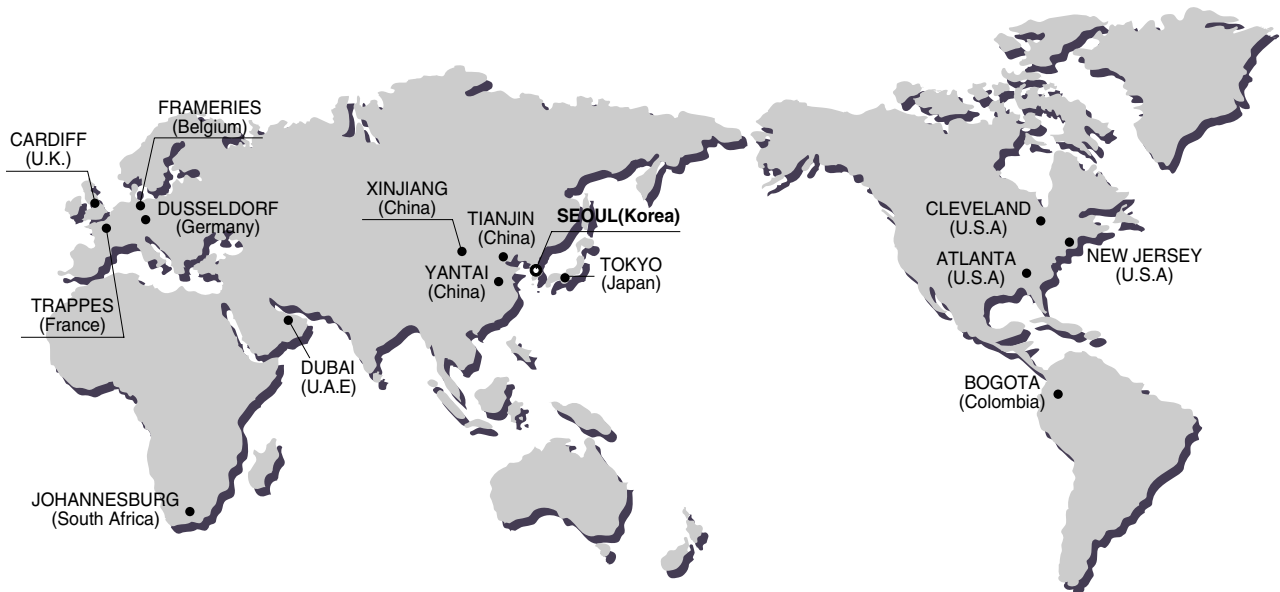 FRAMERIES
(Belgium)
CARDIFF
(U.K.)
DUSSELDORF
(Germany)
TRAPPES
(France)
XINJIANG
(China)
TIANJIN
(China)
SEOUL(Korea)
YANTAI
(China)
TOKYO
(Japan)
DUBAI
(U.A.E)
JOHANNESBURG
(South Africa)
CLEVELAND
(U.S.A)
NEW JERSEY
(U.S.A)
ATLANTA
(U.S.A)
BOGOTA
(Colombia)